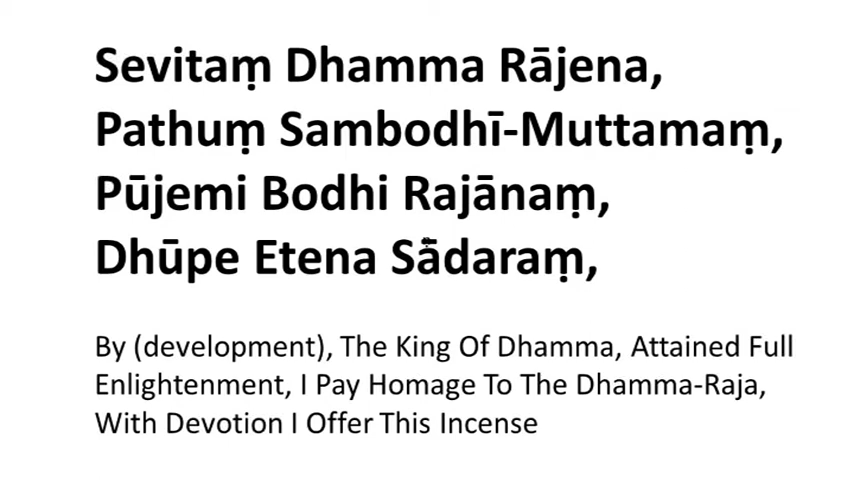 Sevitaṃ Dhamma Rājena,
Pathuṃ Sambodhī-Muttamaṃ,
Pūjemi Bodhi Rajānaṃ,
Dhūpe Etena Sādaraṃ,
By (development), The King Of Dhamma, Attained Full
Enlightenment, I Pay Homage To The Dhamma-Raja,
With Devotion I Offer This Incense